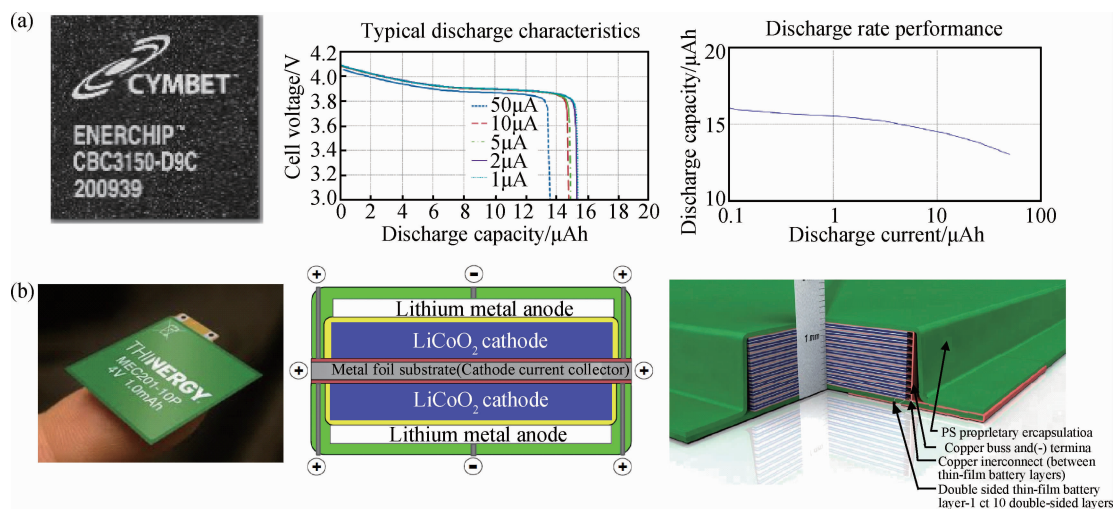 (a)
CYMBET™
ENERCHIP™
CBC3150-D9C
200939
Typical discharge characteristics
Cell voltage/V
4.2
4.0
3.8
3.6
3.4
3.2
3.0
50μA
10μA
5μA
2μA
1μA
0 2 4 6 8 10 12 14 16 18 20
Discharge capacity/μAh
Discharge rate performance
Discharge capacity/μAh
20
15
10
0.1 1 10 100
Discharge current/μAh
(b)
THINERGY
MEC201-10P
4V 1.0mAh
+ − +
Lithium metal anode
LiCoO₂ cathode
+ Metal foil substrate(Cathode current collector) +
LiCoO₂ cathode
Lithium metal anode
+ − +
1 mm
PS proprletary encapsulatioa
Copper buss and(-) termina
Copper inerconnect (between
thin-film battery layers)
Double sided thin-film battery
layer-1 ct 10 double-sided layers